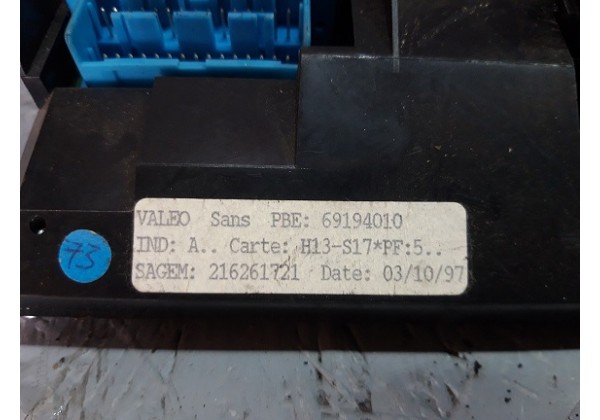 VALEO Sans PBE: 69194010
IND: A.. Carte: H13-S17*PF:5..
SAGEM: 216261721 Date: 03/10/97
73